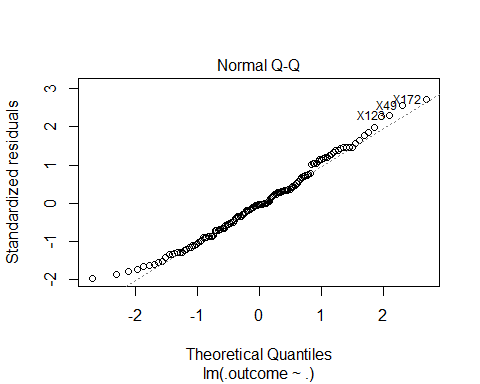 Normal Q-Q
Standardized residuals
3
2
1
0
-1
-2
X123
X49
X172
-2
-1
0
1
2
Theoretical Quantiles
lm(.outcome ~ .)